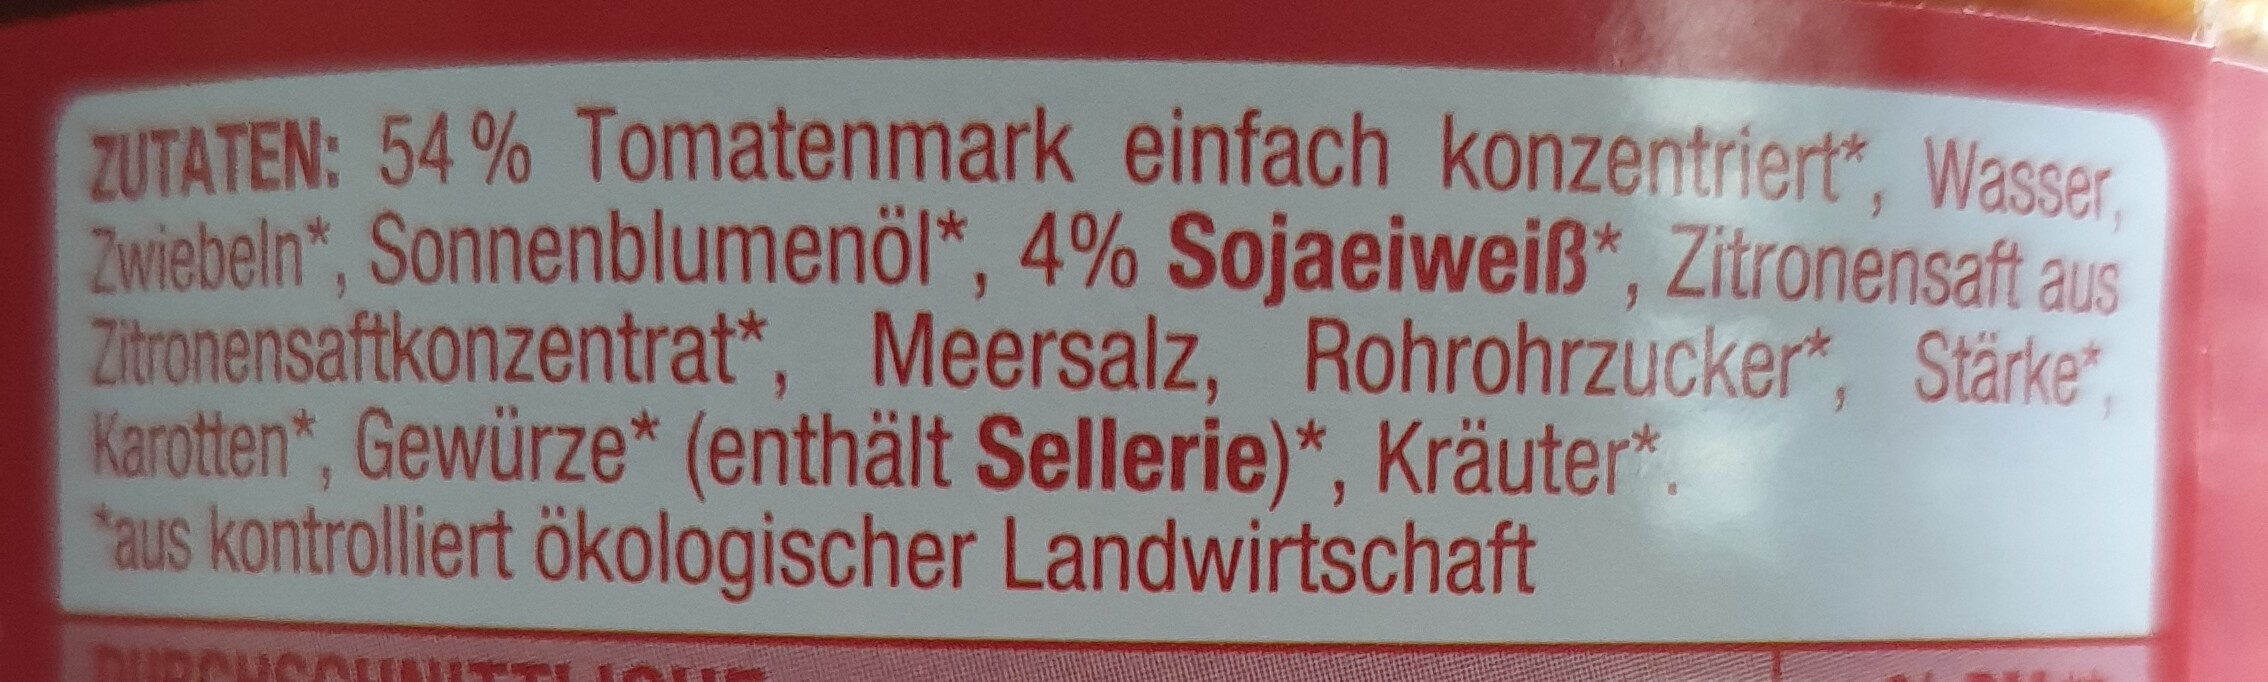 ZUTATEN: 54 % Tomatenmark einfach konzentriert*, Wasser,
Zwiebeln*, Sonnenblumenöl*, 4% Sojaeiweiß*, Zitronensaft aus
Zitronensaftkonzentrat*, Meersalz, Rohrohrzucker*, Stärke*,
Karotten*, Gewürze* (enthält Sellerie)*, Kräuter*.
*aus kontrolliert ökologischer Landwirtschaft
DURCHSCHNITTLICHE